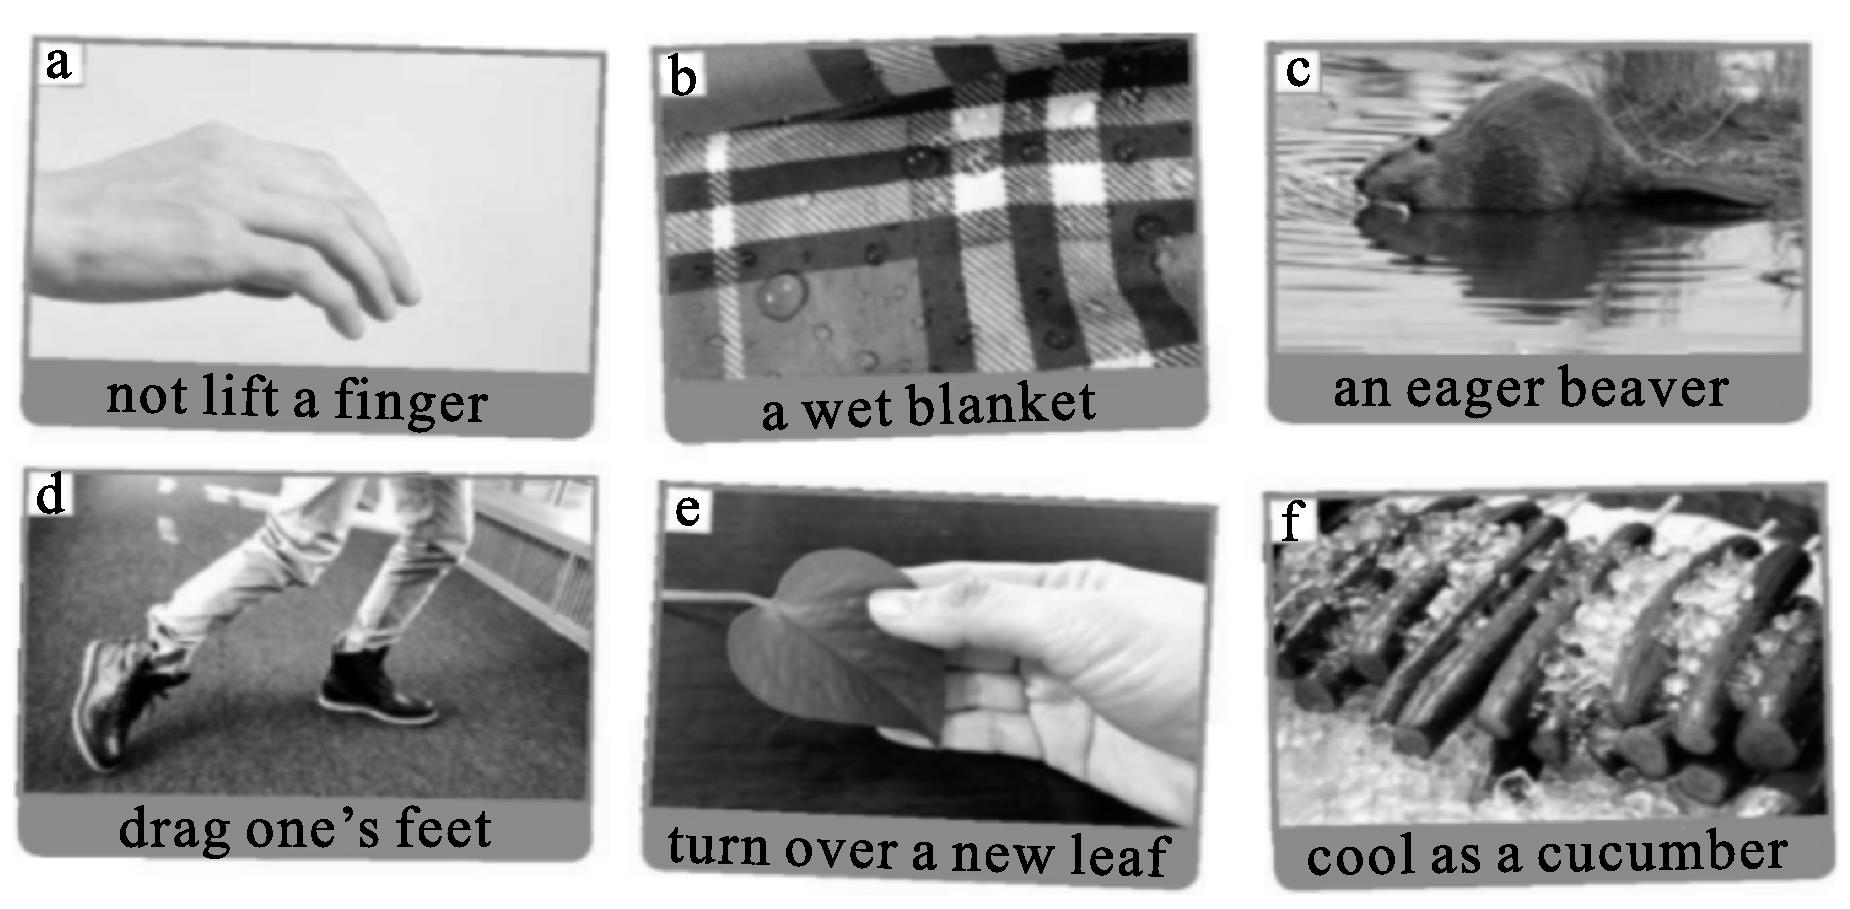 a
not lift a finger
b
a wet blanket
c
an eager beaver
d
drag one's feet
e
turn over a new leaf
f
cool as a cucumber